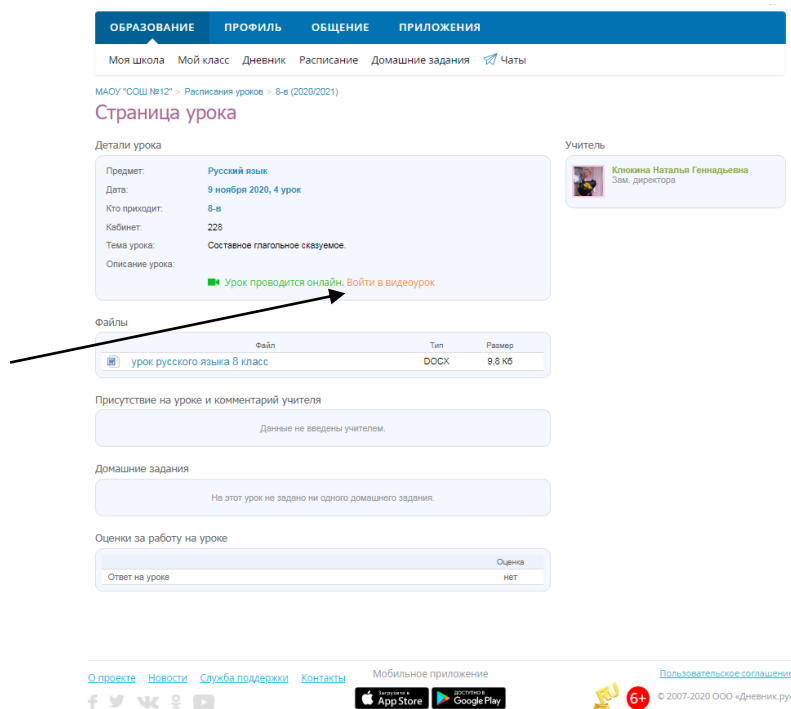 ОБРАЗОВАНИЕ ПРОФИЛЬ ОБЩЕНИЕ ПРИЛОЖЕНИЯ
Моя школа Мой класс Дневник Расписание Домашние задания Чаты
МАОУ "СОШ №12" > Расписания уроков > 8-в (2020/2021)
Страница урока
Детали урока
Предмет: Русский язык
Дата: 9 ноября 2020, 4 урок
Кто приходит: 8-в
Кабинет: 228
Тема урока: Составное глагольное сказуемое.
Описание урока:
Урок проводится онлайн. Войти в видеоурок
Учитель
Клюкина Наталья Геннадьевна
Зам. директора
Файлы
Файл Тип Размер
урок русского языка 8 класс DOCX 9,8 Кб
Присутствие на уроке и комментарий учителя
Данные не введены учителем.
Домашние задания
На этот урок не задано ни одного домашнего задания.
Оценки за работу на уроке
Оценка
Ответ на уроке нет
О проекте Новости Служба поддержки Контакты
Мобильное приложение
Загрузите в App Store
ДОСТУПНО В Google Play
Пользовательское соглашение
6+ © 2007-2020 ООО «Дневник.ру»